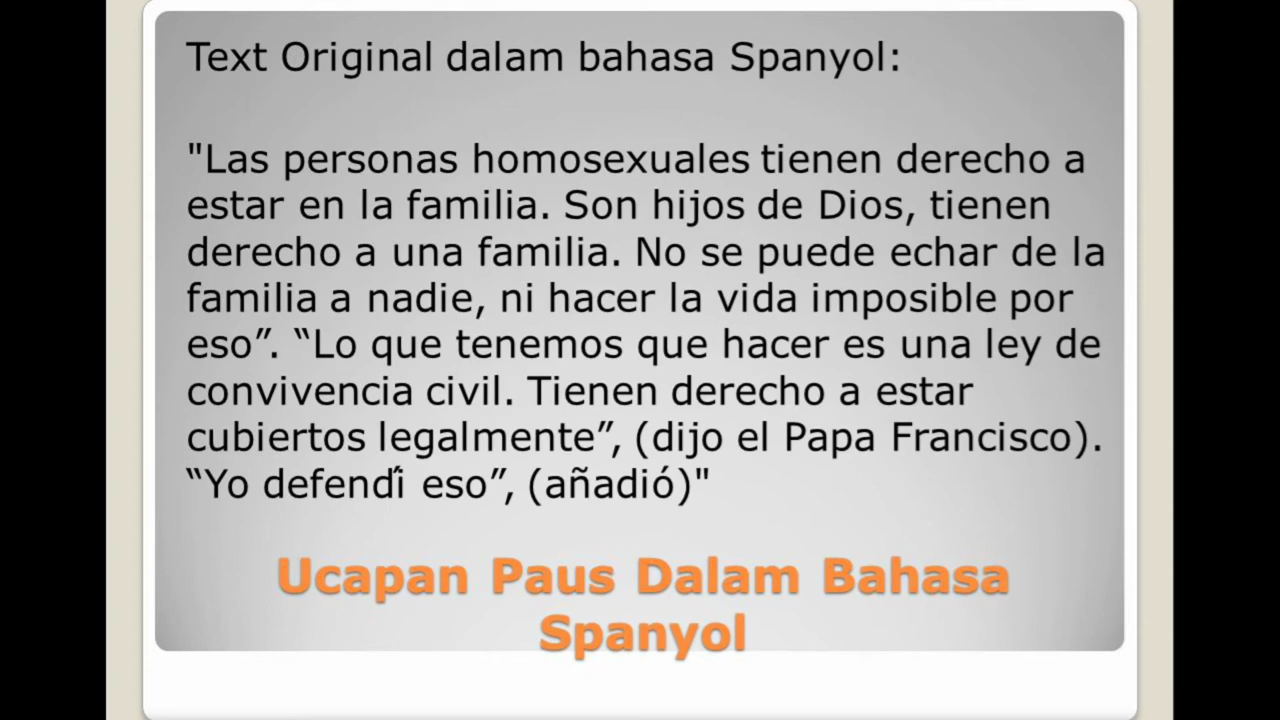 Text Original dalam bahasa Spanyol:
"Las personas homosexuales tienen derecho a
estar en la familia. Son hijos de Dios, tienen
derecho a una familia. No se puede echar de la
familia a nadie, ni hacer la vida imposible por
eso”. “Lo que tenemos que hacer es una ley de
convivencia civil. Tienen derecho a estar
cubiertos legalmente”, (dijo el Papa Francisco).
“Yo defendí eso”, (añadió)"
Ucapan Paus Dalam Bahasa
Spanyol